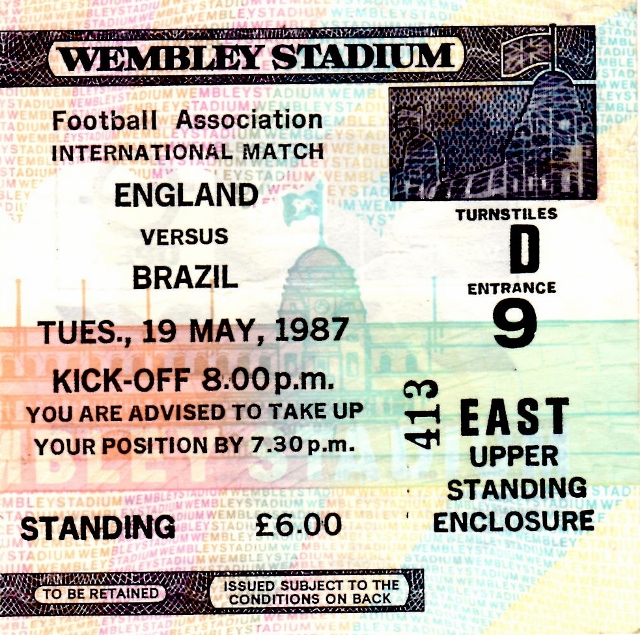 WEMBLEY STADIUM
Football Association
INTERNATIONAL MATCH
ENGLAND
VERSUS
BRAZIL
TUES., 19 MAY, 1987
KICK-OFF 8.00 p.m.
YOU ARE ADVISED TO TAKE UP
YOUR POSITION BY 7.30 p.m.
STANDING £6.00
TO BE RETAINED
ISSUED SUBJECT TO THE
CONDITIONS ON BACK
TURNSTILES
D
ENTRANCE
9
413
EAST
UPPER
STANDING
ENCLOSURE
WEMBLEY STADIUM